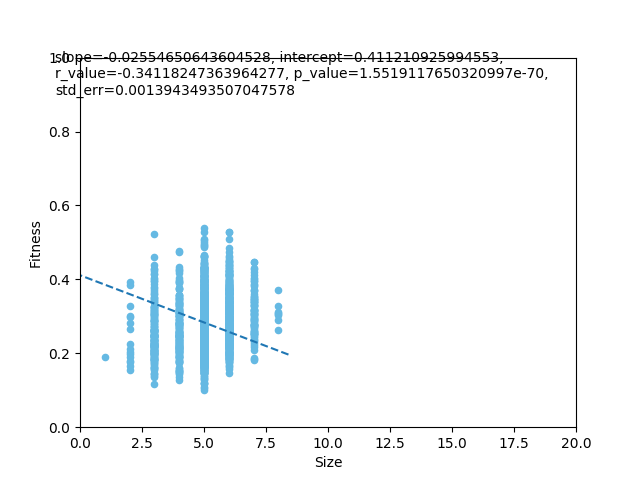 slope=-0.02554650643604528, intercept=0.411210925994553,
r_value=-0.34118247363964277, p_value=1.5519117650320997e-70,
std_err=0.0013943493507047578
1.0
0.8
0.6
0.4
0.2
0.0
Fitness
0.0 2.5 5.0 7.5 10.0 12.5 15.0 17.5 20.0
Size